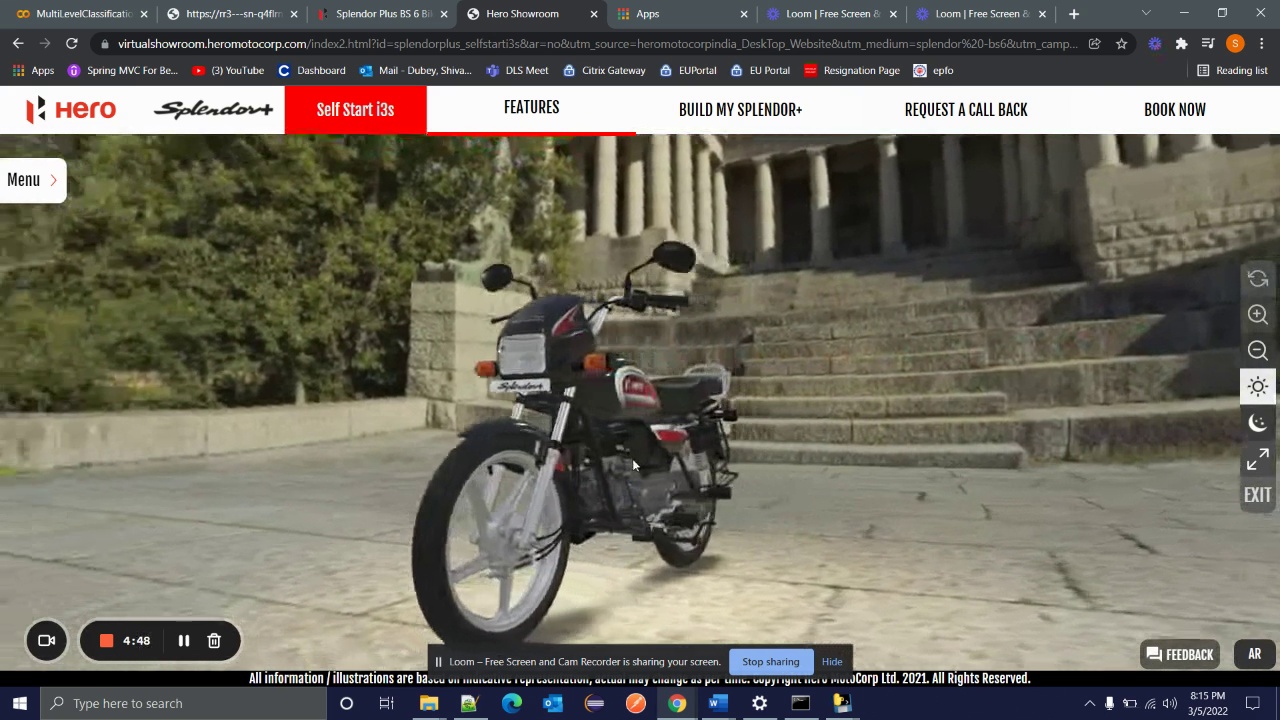 MultiLevelClassificatio
https://rr3---sn-q4flrn
Splendor Plus BS 6 Bi
Hero Showroom
Apps
Loom | Free Screen &
Loom | Free Screen &
virtualshowroom.heromotocorp.com/index2.html?id=splendorplus_selfstarti3s&at=no&utm_source=heromotocorpindia_DeskTop_Website&utm_medium=splendor%20-bs6&utm_camp...
S
Apps
Spring MVC For Be...
(3) YouTube
Dashboard
Mail - Dubey, Shiva...
DLS Meet
Citrix Gateway
EUPortal
EU Portal
Resignation Page
epfo
Reading list
HERO
Splendor+
Self Start i3s
FEATURES
BUILD MY SPLENDOR+
REQUEST A CALL BACK
BOOK NOW
Menu
Splendor+
EXIT
4:48
Loom – Free Screen and Cam Recorder is sharing your screen.
Stop sharing
Hide
FEEDBACK
AR
All information / illustrations are based on indicative representation, actual may change as per time. Copyright Hero MotoCorp Ltd. 2021. All Rights Reserved.
Type here to search
8:15 PM
3/5/2022